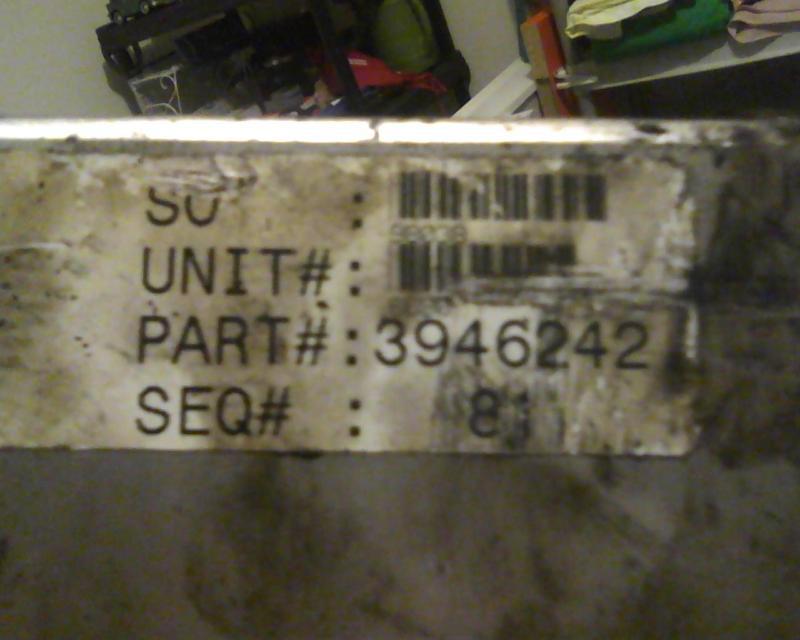 SO :
UNIT# :
PART# : 3946242
SEQ# : 81